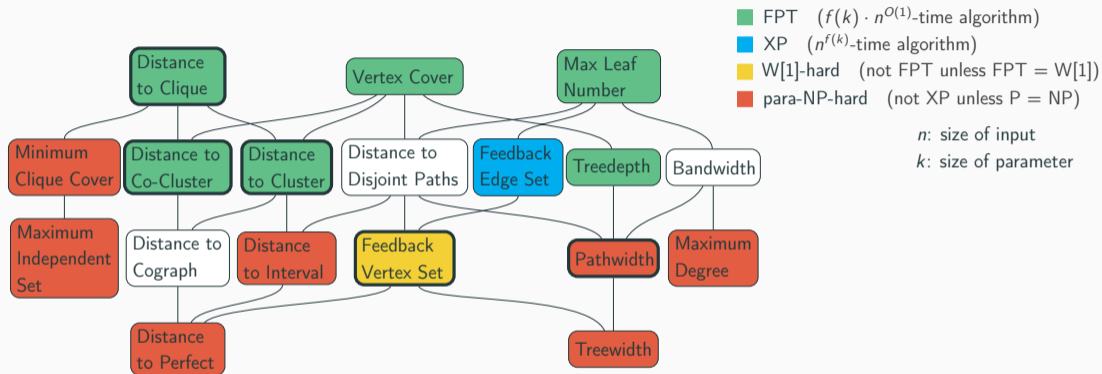 FPT (f(k) · n^{O(1)}-time algorithm)
XP (n^{f(k)}-time algorithm)
W[1]-hard (not FPT unless FPT = W[1])
para-NP-hard (not XP unless P = NP)
n: size of input
k: size of parameter
Distance
to Clique
Vertex Cover
Max Leaf
Number
Minimum
Clique Cover
Distance to
Co-Cluster
Distance
to Cluster
Distance to
Disjoint Paths
Feedback
Edge Set
Treedepth
Bandwidth
Maximum
Independent
Set
Distance to
Cograph
Distance
to Interval
Feedback
Vertex Set
Pathwidth
Maximum
Degree
Distance
to Perfect
Treewidth